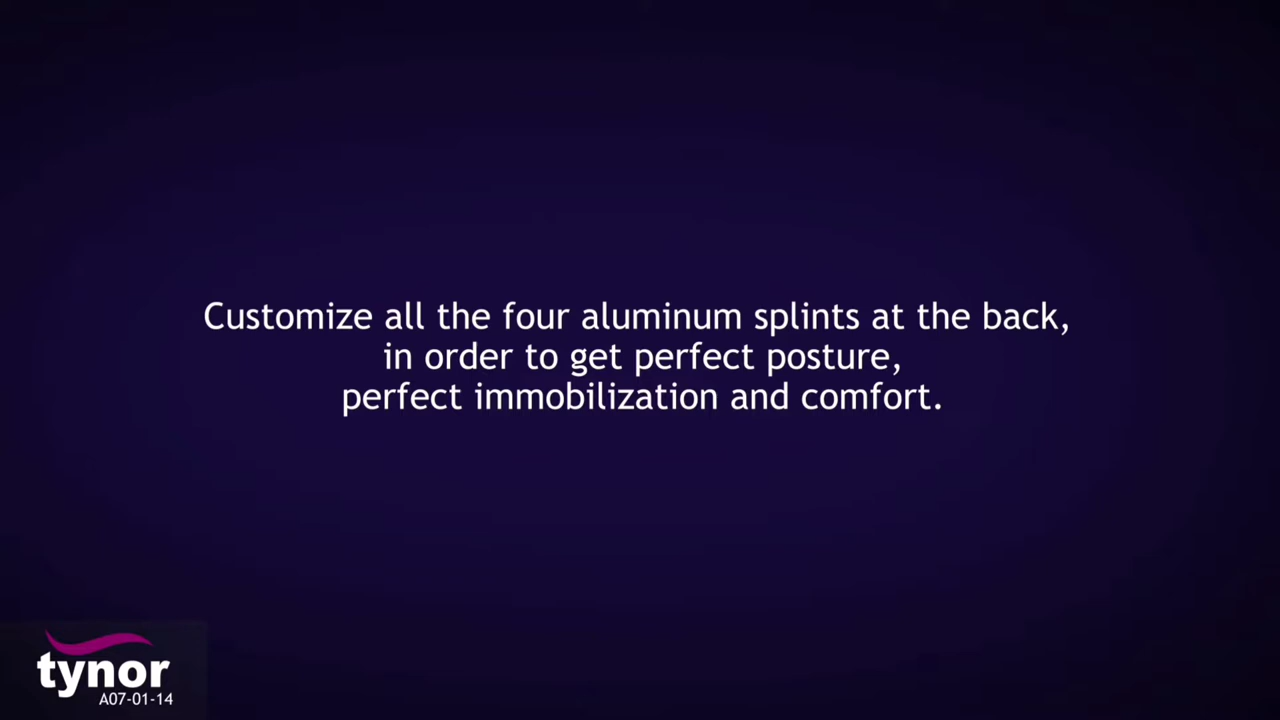 Customize all the four aluminum splints at the back,
in order to get perfect posture,
perfect immobilization and comfort.
tynor
A07-01-14